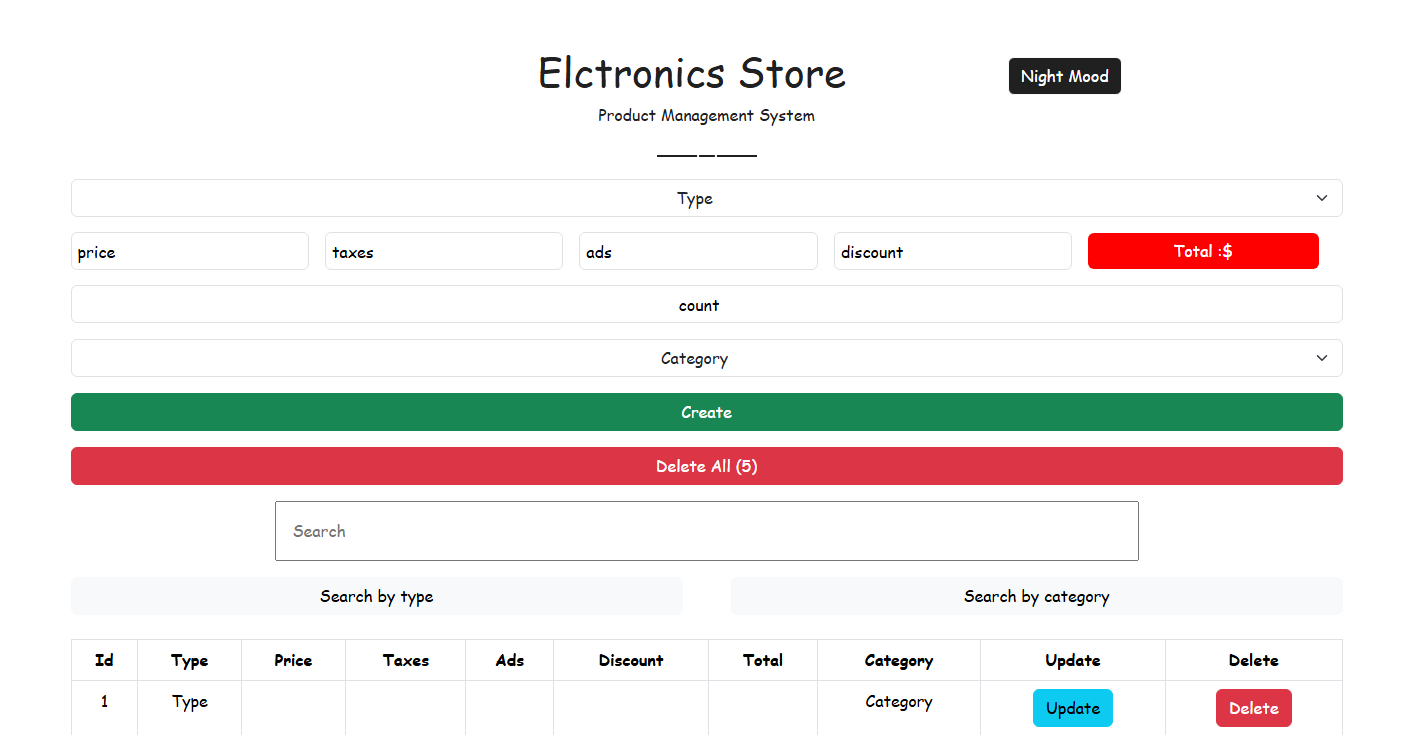 Elctronics Store
Night Mood
Product Management System
Type
price taxes ads discount Total :$
count
Category
Create
Delete All (5)
Search
Search by type Search by category
Id Type Price Taxes Ads Discount Total Category Update Delete
1 Type Category Update Delete